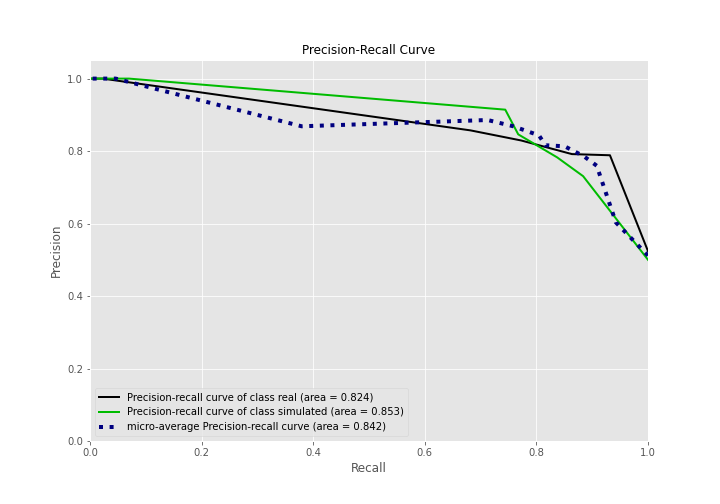 Precision-Recall Curve
1.0
0.8
0.6
0.4
0.2
0.0
Precision
Precision-recall curve of class real (area = 0.824)
Precision-recall curve of class simulated (area = 0.853)
micro-average Precision-recall curve (area = 0.842)
0.0 0.2 0.4 0.6 0.8 1.0
Recall